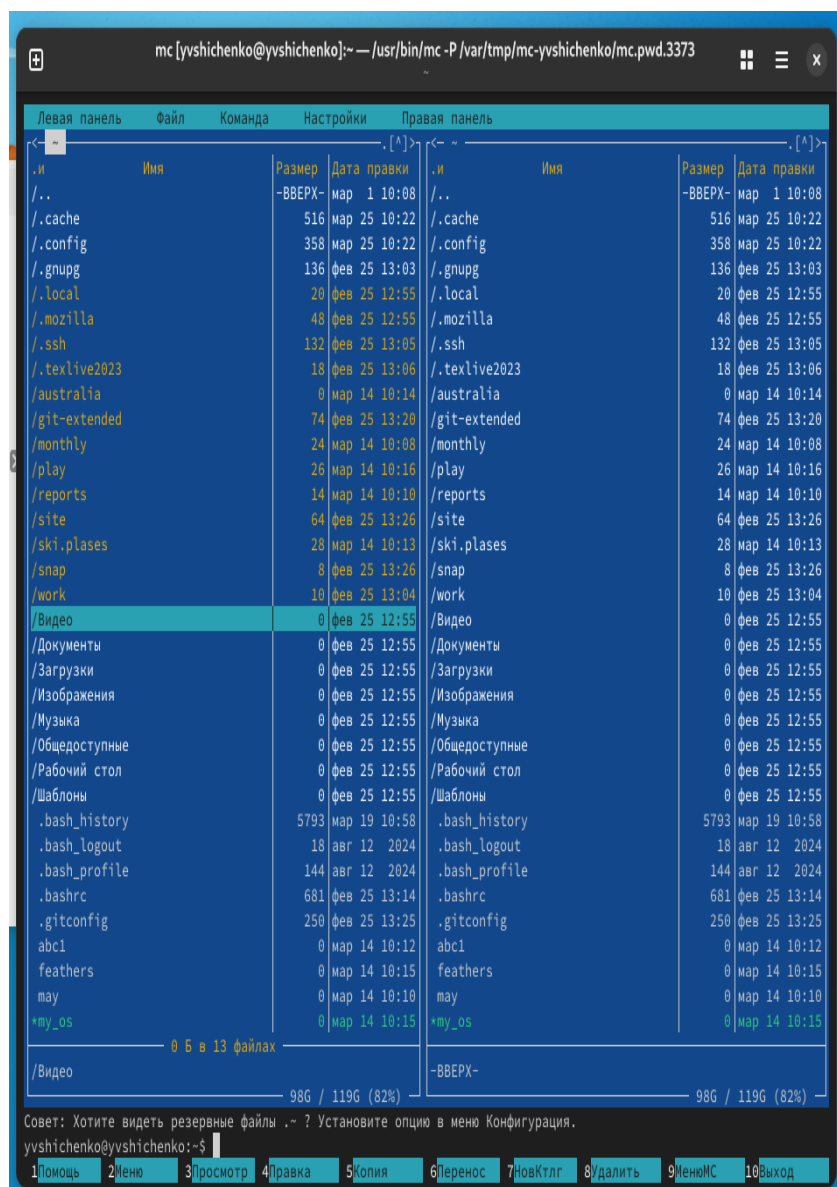 mc [yvshichenko@yvshichenko]:~ — /usr/bin/mc -P /var/tmp/mc-yvshichenko/mc.pwd.3373
~
Левая панель Файл Команда Настройки Правая панель
<- ~ .[^]> <- ~ .[^]>
.и Имя Размер Дата правки .и Имя Размер Дата правки
/.. -ВВЕРХ- мар 1 10:08 /.. -ВВЕРХ- мар 1 10:08
/.cache 516 мар 25 10:22 /.cache 516 мар 25 10:22
/.config 358 мар 25 10:22 /.config 358 мар 25 10:22
/.gnupg 136 фев 25 13:03 /.gnupg 136 фев 25 13:03
/.local 20 фев 25 12:55 /.local 20 фев 25 12:55
/.mozilla 48 фев 25 12:55 /.mozilla 48 фев 25 12:55
/.ssh 132 фев 25 13:05 /.ssh 132 фев 25 13:05
/.texlive2023 18 фев 25 13:06 /.texlive2023 18 фев 25 13:06
/australia 0 мар 14 10:14 /australia 0 мар 14 10:14
/git-extended 74 фев 25 13:20 /git-extended 74 фев 25 13:20
/monthly 24 мар 14 10:08 /monthly 24 мар 14 10:08
/play 26 мар 14 10:16 /play 26 мар 14 10:16
/reports 14 мар 14 10:10 /reports 14 мар 14 10:10
/site 64 фев 25 13:26 /site 64 фев 25 13:26
/ski.plases 28 мар 14 10:13 /ski.plases 28 мар 14 10:13
/snap 8 фев 25 13:26 /snap 8 фев 25 13:26
/work 10 фев 25 13:04 /work 10 фев 25 13:04
/Видео 0 фев 25 12:55 /Видео 0 фев 25 12:55
/Документы 0 фев 25 12:55 /Документы 0 фев 25 12:55
/Загрузки 0 фев 25 12:55 /Загрузки 0 фев 25 12:55
/Изображения 0 фев 25 12:55 /Изображения 0 фев 25 12:55
/Музыка 0 фев 25 12:55 /Музыка 0 фев 25 12:55
/Общедоступные 0 фев 25 12:55 /Общедоступные 0 фев 25 12:55
/Рабочий стол 0 фев 25 12:55 /Рабочий стол 0 фев 25 12:55
/Шаблоны 0 фев 25 12:55 /Шаблоны 0 фев 25 12:55
.bash_history 5793 мар 19 10:58 .bash_history 5793 мар 19 10:58
.bash_logout 18 авг 12 2024 .bash_logout 18 авг 12 2024
.bash_profile 144 авг 12 2024 .bash_profile 144 авг 12 2024
.bashrc 681 фев 25 13:14 .bashrc 681 фев 25 13:14
.gitconfig 250 фев 25 13:25 .gitconfig 250 фев 25 13:25
abc1 0 мар 14 10:12 abc1 0 мар 14 10:12
feathers 0 мар 14 10:15 feathers 0 мар 14 10:15
may 0 мар 14 10:10 may 0 мар 14 10:10
*my_os 0 мар 14 10:15 *my_os 0 мар 14 10:15
0 Б в 13 файлах
/Видео -ВВЕРХ-
98G / 119G (82%) 98G / 119G (82%)
Совет: Хотите видеть резервные файлы .~ ? Установите опцию в меню Конфигурация.
yvshichenko@yvshichenko:~$
1Помощь 2Меню 3Просмотр 4Правка 5Копия 6Перенос 7НовКтлг 8Удалить 9МенюMC 10Выход